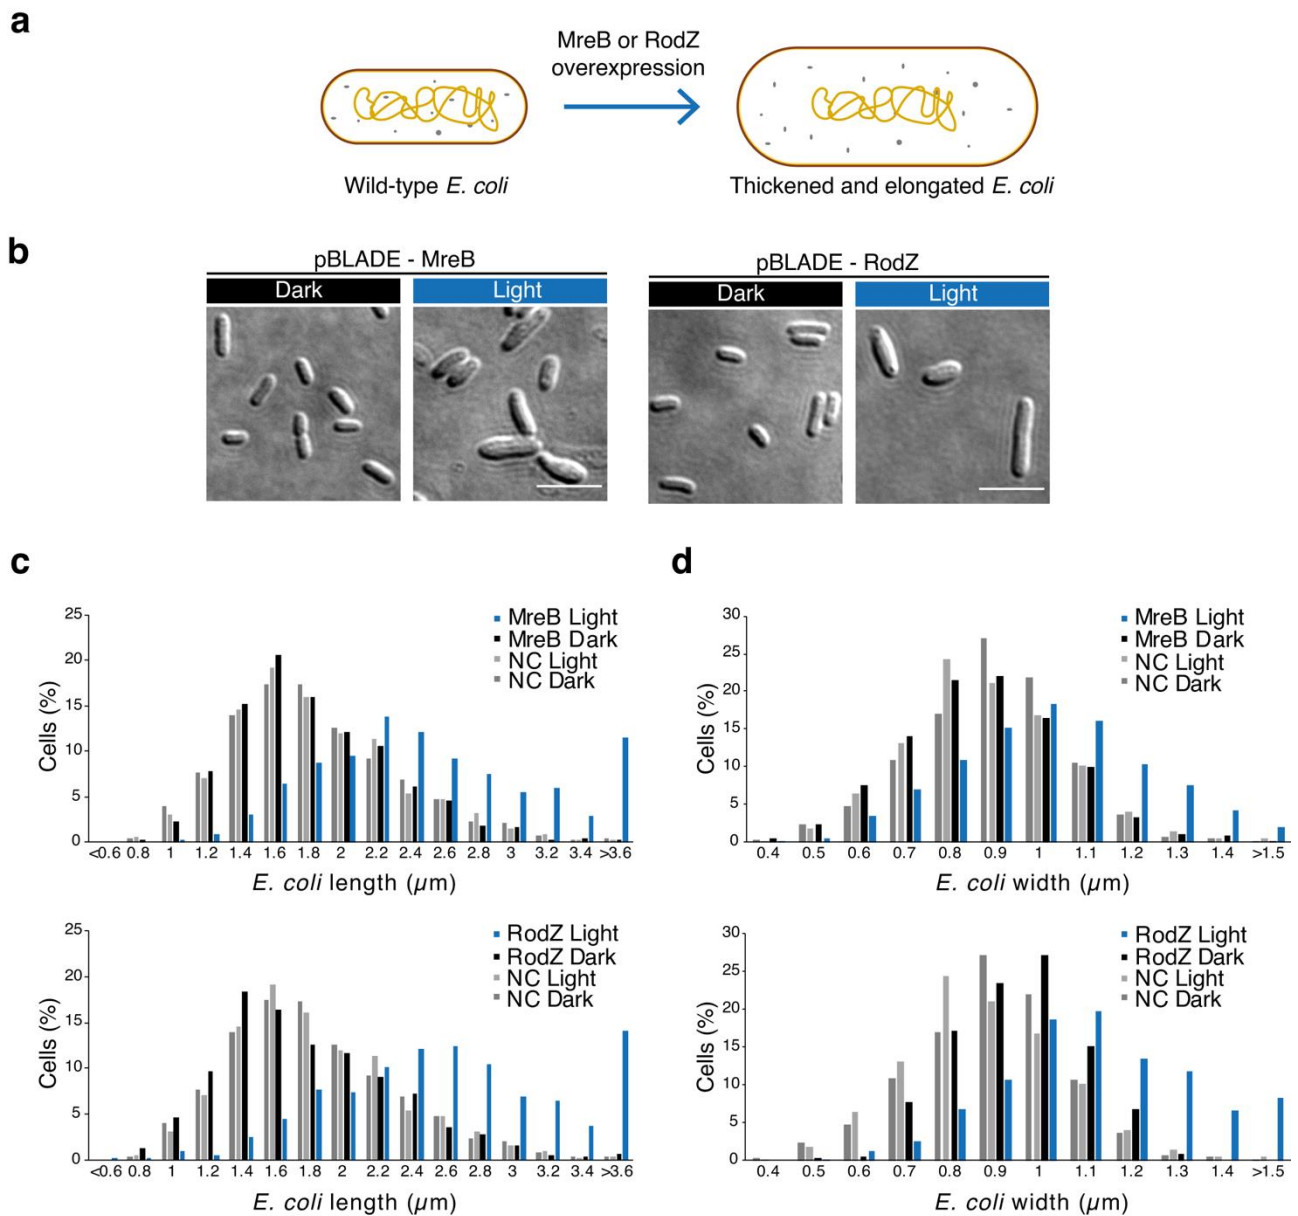 a
MreB or RodZ
overexpression
Wild-type E. coli
Thickened and elongated E. coli
b
pBLADE - MreB
pBLADE - RodZ
Dark
Light
Dark
Light
c
d
25
20
15
10
5
0
Cells (%)
MreB Light
MreB Dark
NC Light
NC Dark
<0.6 0.8 1 1.2 1.4 1.6 1.8 2 2.2 2.4 2.6 2.8 3 3.2 3.4 >3.6
E. coli length (µm)
30
25
20
15
10
5
0
Cells (%)
MreB Light
MreB Dark
NC Light
NC Dark
0.4 0.5 0.6 0.7 0.8 0.9 1 1.1 1.2 1.3 1.4 >1.5
E. coli width (µm)
25
20
15
10
5
0
Cells (%)
RodZ Light
RodZ Dark
NC Light
NC Dark
<0.6 0.8 1 1.2 1.4 1.6 1.8 2 2.2 2.4 2.6 2.8 3 3.2 3.4 >3.6
E. coli length (µm)
30
25
20
15
10
5
0
Cells (%)
RodZ Light
RodZ Dark
NC Light
NC Dark
0.4 0.5 0.6 0.7 0.8 0.9 1 1.1 1.2 1.3 1.4 >1.5
E. coli width (µm)